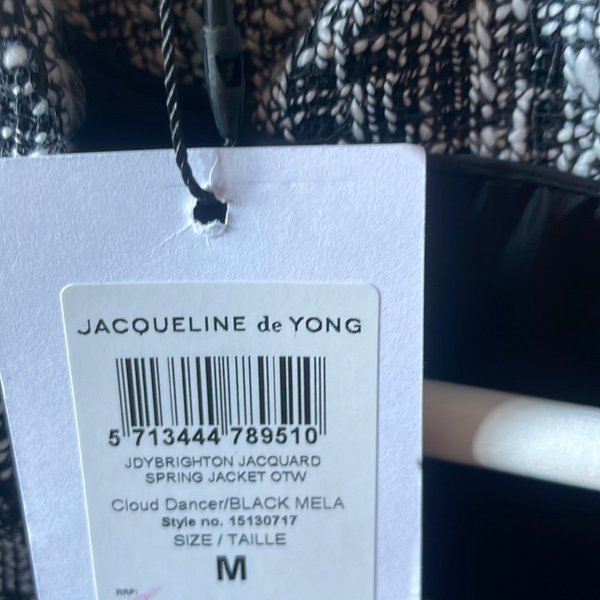 JACQUELINE de YONG
5 713444 789510
JDYBRIGHTON JACQUARD
SPRING JACKET OTW
Cloud Dancer/BLACK MELA
Style no. 15130717
SIZE / TAILLE
M
RRP: